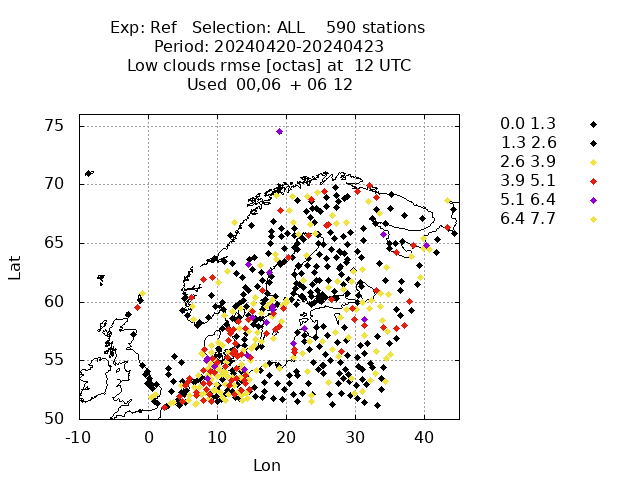 Exp: Ref Selection: ALL 590 stations
Period: 20240420-20240423
Low clouds rmse [octas] at 12 UTC
Used 00,06 + 06 12
75
70
65
60
55
50
Lat
-10 0 10 20 30 40
Lon
0.0 1.3
1.3 2.6
2.6 3.9
3.9 5.1
5.1 6.4
6.4 7.7